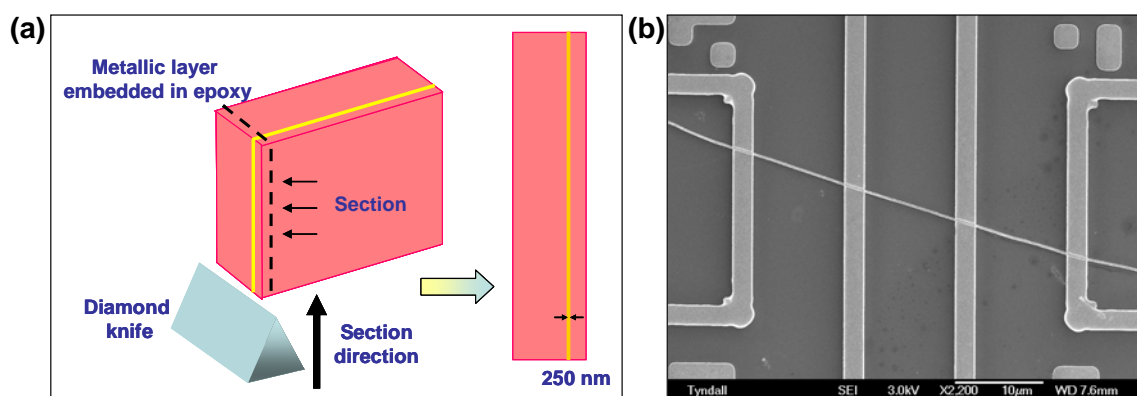 (a)
Metallic layer
embedded in epoxy
Section
Diamond
knife
Section
direction
250 nm
(b)
Tyndall SEI 3.0kV X2,200 10μm WD 7.6mm